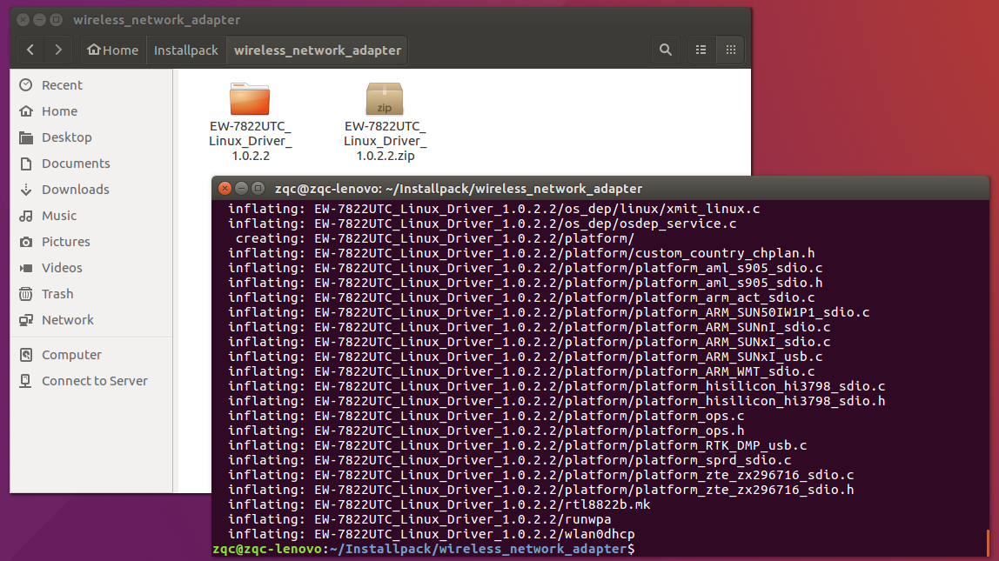 wireless_network_adapter
Home Installpack wireless_network_adapter
Recent
Home
Desktop
Documents
Downloads
Music
Pictures
Videos
Trash
Network
Computer
Connect to Server
EW-7822UTC_
Linux_Driver_
1.0.2.2
zip
EW-7822UTC_
Linux_Driver_
1.0.2.2.zip
zqc@zqc-lenovo: ~/Installpack/wireless_network_adapter
inflating: EW-7822UTC_Linux_Driver_1.0.2.2/os_dep/linux/xmit_linux.c
inflating: EW-7822UTC_Linux_Driver_1.0.2.2/os_dep/osdep_service.c
creating: EW-7822UTC_Linux_Driver_1.0.2.2/platform/
inflating: EW-7822UTC_Linux_Driver_1.0.2.2/platform/custom_country_chplan.h
inflating: EW-7822UTC_Linux_Driver_1.0.2.2/platform/platform_aml_s905_sdio.c
inflating: EW-7822UTC_Linux_Driver_1.0.2.2/platform/platform_aml_s905_sdio.h
inflating: EW-7822UTC_Linux_Driver_1.0.2.2/platform/platform_arm_act_sdio.c
inflating: EW-7822UTC_Linux_Driver_1.0.2.2/platform/platform_ARM_SUN50IW1P1_sdio.c
inflating: EW-7822UTC_Linux_Driver_1.0.2.2/platform/platform_ARM_SUNnI_sdio.c
inflating: EW-7822UTC_Linux_Driver_1.0.2.2/platform/platform_ARM_SUNxI_sdio.c
inflating: EW-7822UTC_Linux_Driver_1.0.2.2/platform/platform_ARM_SUNxI_usb.c
inflating: EW-7822UTC_Linux_Driver_1.0.2.2/platform/platform_ARM_WMT_sdio.c
inflating: EW-7822UTC_Linux_Driver_1.0.2.2/platform/platform_hisilicon_hi3798_sdio.c
inflating: EW-7822UTC_Linux_Driver_1.0.2.2/platform/platform_hisilicon_hi3798_sdio.h
inflating: EW-7822UTC_Linux_Driver_1.0.2.2/platform/platform_ops.c
inflating: EW-7822UTC_Linux_Driver_1.0.2.2/platform/platform_ops.h
inflating: EW-7822UTC_Linux_Driver_1.0.2.2/platform/platform_RTK_DMP_usb.c
inflating: EW-7822UTC_Linux_Driver_1.0.2.2/platform/platform_sprd_sdio.c
inflating: EW-7822UTC_Linux_Driver_1.0.2.2/platform/platform_zte_zx296716_sdio.c
inflating: EW-7822UTC_Linux_Driver_1.0.2.2/platform/platform_zte_zx296716_sdio.h
inflating: EW-7822UTC_Linux_Driver_1.0.2.2/rtl8822b.mk
inflating: EW-7822UTC_Linux_Driver_1.0.2.2/runwpa
inflating: EW-7822UTC_Linux_Driver_1.0.2.2/wlan0dhcp
zqc@zqc-lenovo:~/Installpack/wireless_network_adapter$